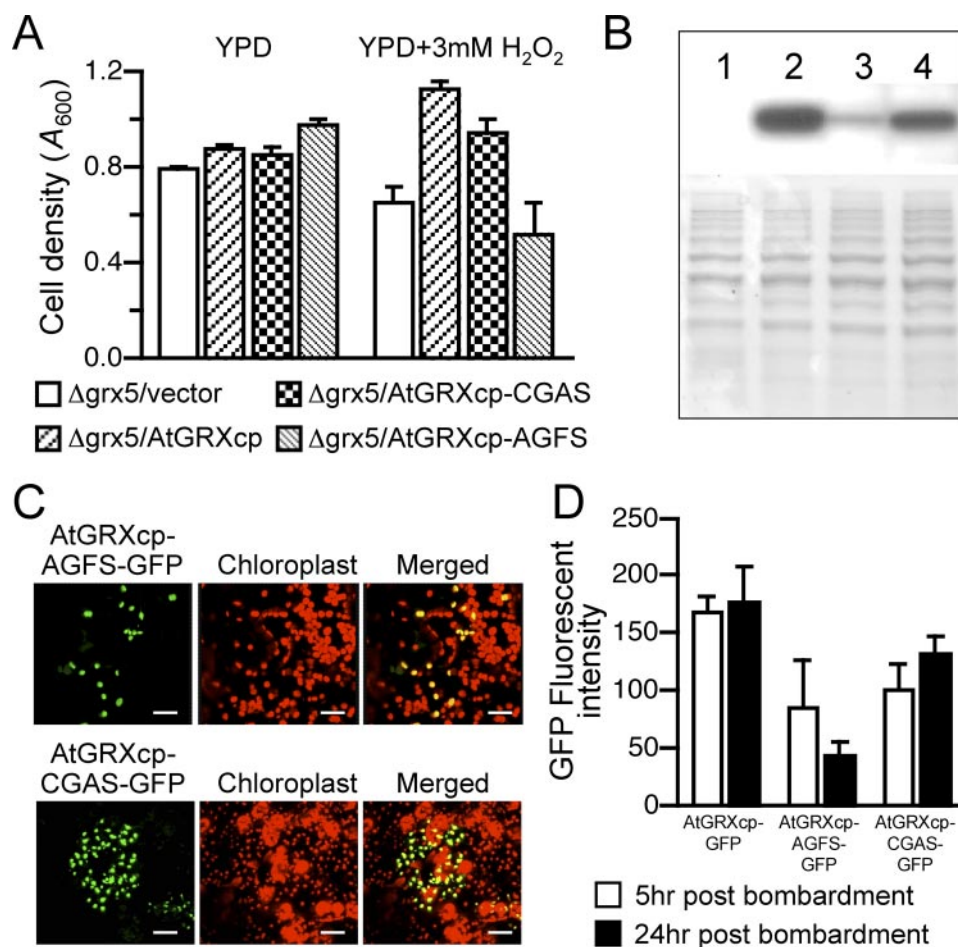 A
YPD
YPD+3mM H₂O₂
Cell density (A₆₀₀)
1.2
0.8
0.4
0.0
Δgrx5/vector
Δgrx5/AtGRXcp-CGAS
Δgrx5/AtGRXcp
Δgrx5/AtGRXcp-AGFS
B
1 2 3 4
C
AtGRXcp-
AGFS-GFP
Chloroplast
Merged
AtGRXcp-
CGAS-GFP
Chloroplast
Merged
D
GFP Fluorescent
intensity
250
200
150
100
50
0
AtGRXcp-
GFP
AtGRXcp-
AGFS-
GFP
AtGRXcp-
CGAS-
GFP
5hr post bombardment
24hr post bombardment